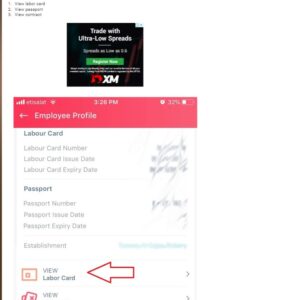 1. View labor card
2. View passport
3. View contract
Trade with
Ultra-Low Spreads
Spreads as Low as 0.6
Register Now
XM
etisalat
3:26 PM
32%
Employee Profile
Labour Card
Labour Card Number
Labour Card Issue Date
Labour Card Expiry Date
Passport
Passport Number
Passport Issue Date
Passport Expiry Date
Establishment
VIEW
Labor Card
VIEW